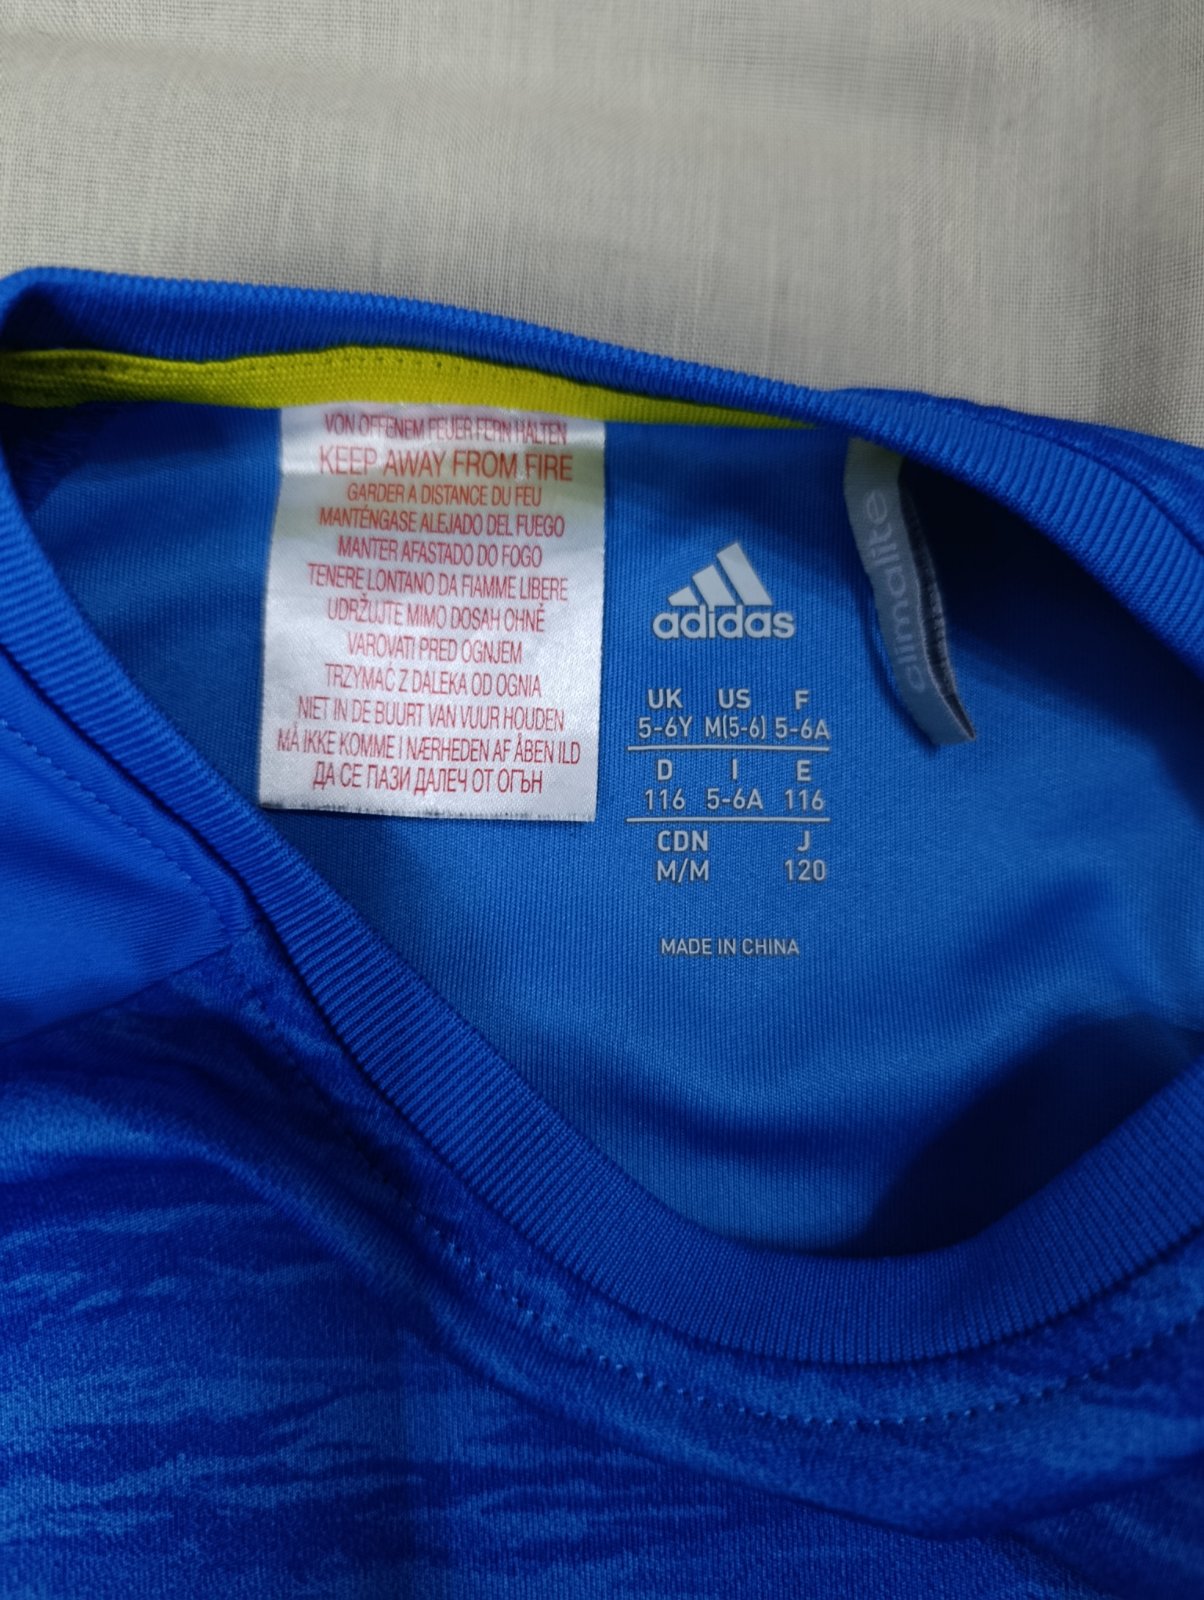 VON OFFENEM FEUER FERN HALTEN
KEEP AWAY FROM FIRE
GARDER A DISTANCE DU FEU
MANTÉNGASE ALEJADO DEL FUEGO
MANTER AFASTADO DO FOGO
TENERE LONTANO DA FIAMME LIBERE
UDRŽUJTE MIMO DOSAH OHNĚ
VAROVATI PRED OGNJEM
TRZYMAĆ Z DALEKA OD OGNIA
NIET IN DE BUURT VAN VUUR HOUDEN
MÅ IKKE KOMME I NÆRHEDEN AF ÅBEN ILD
ДА СЕ ПАЗИ ДАЛЕЧ ОТ ОГЪН
adidas
UK US F
5-6Y M(5-6) 5-6A
D I E
116 5-6A 116
CDN J
M/M 120
MADE IN CHINA
climalite